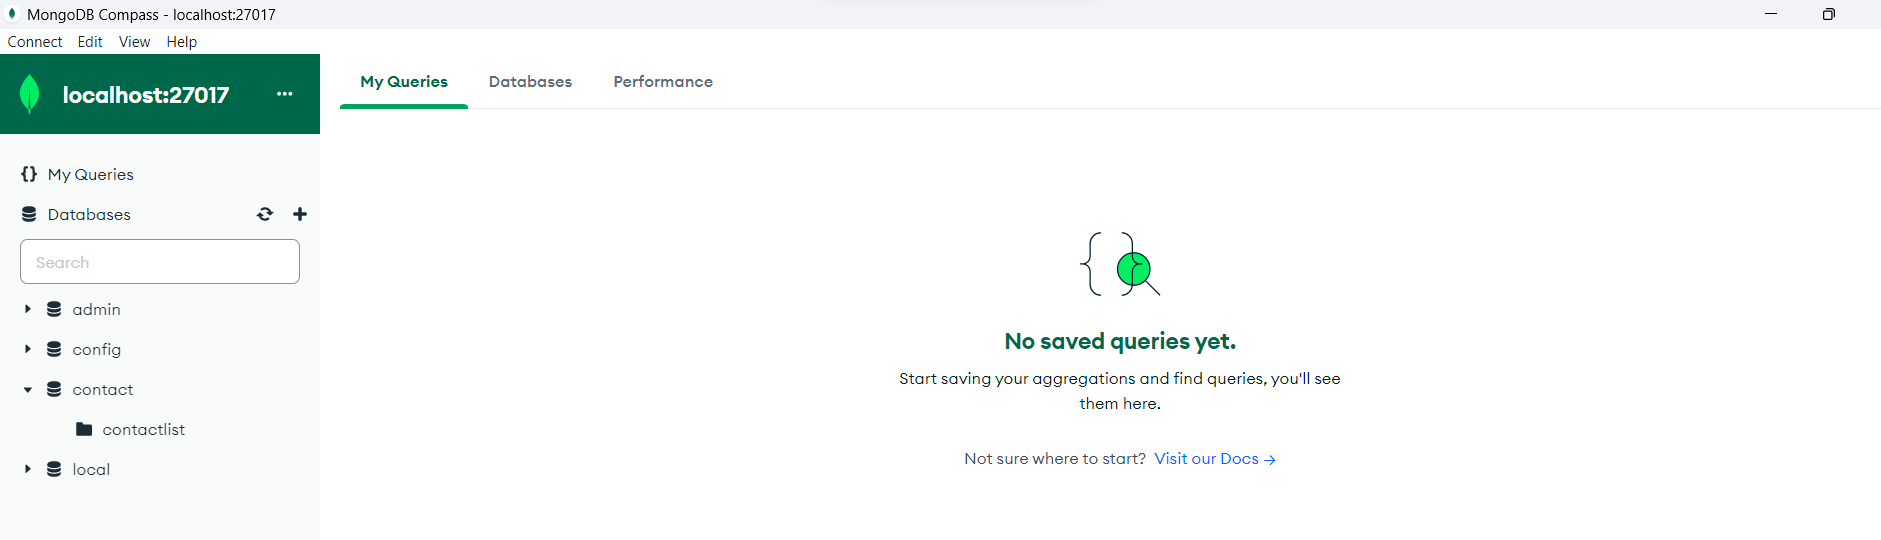 MongoDB Compass - localhost:27017
Connect Edit View Help
localhost:27017 ...
My Queries Databases Performance
{} My Queries
Databases
Search
admin
config
contact
contactlist
local
No saved queries yet.
Start saving your aggregations and find queries, you'll see
them here.
Not sure where to start? Visit our Docs →